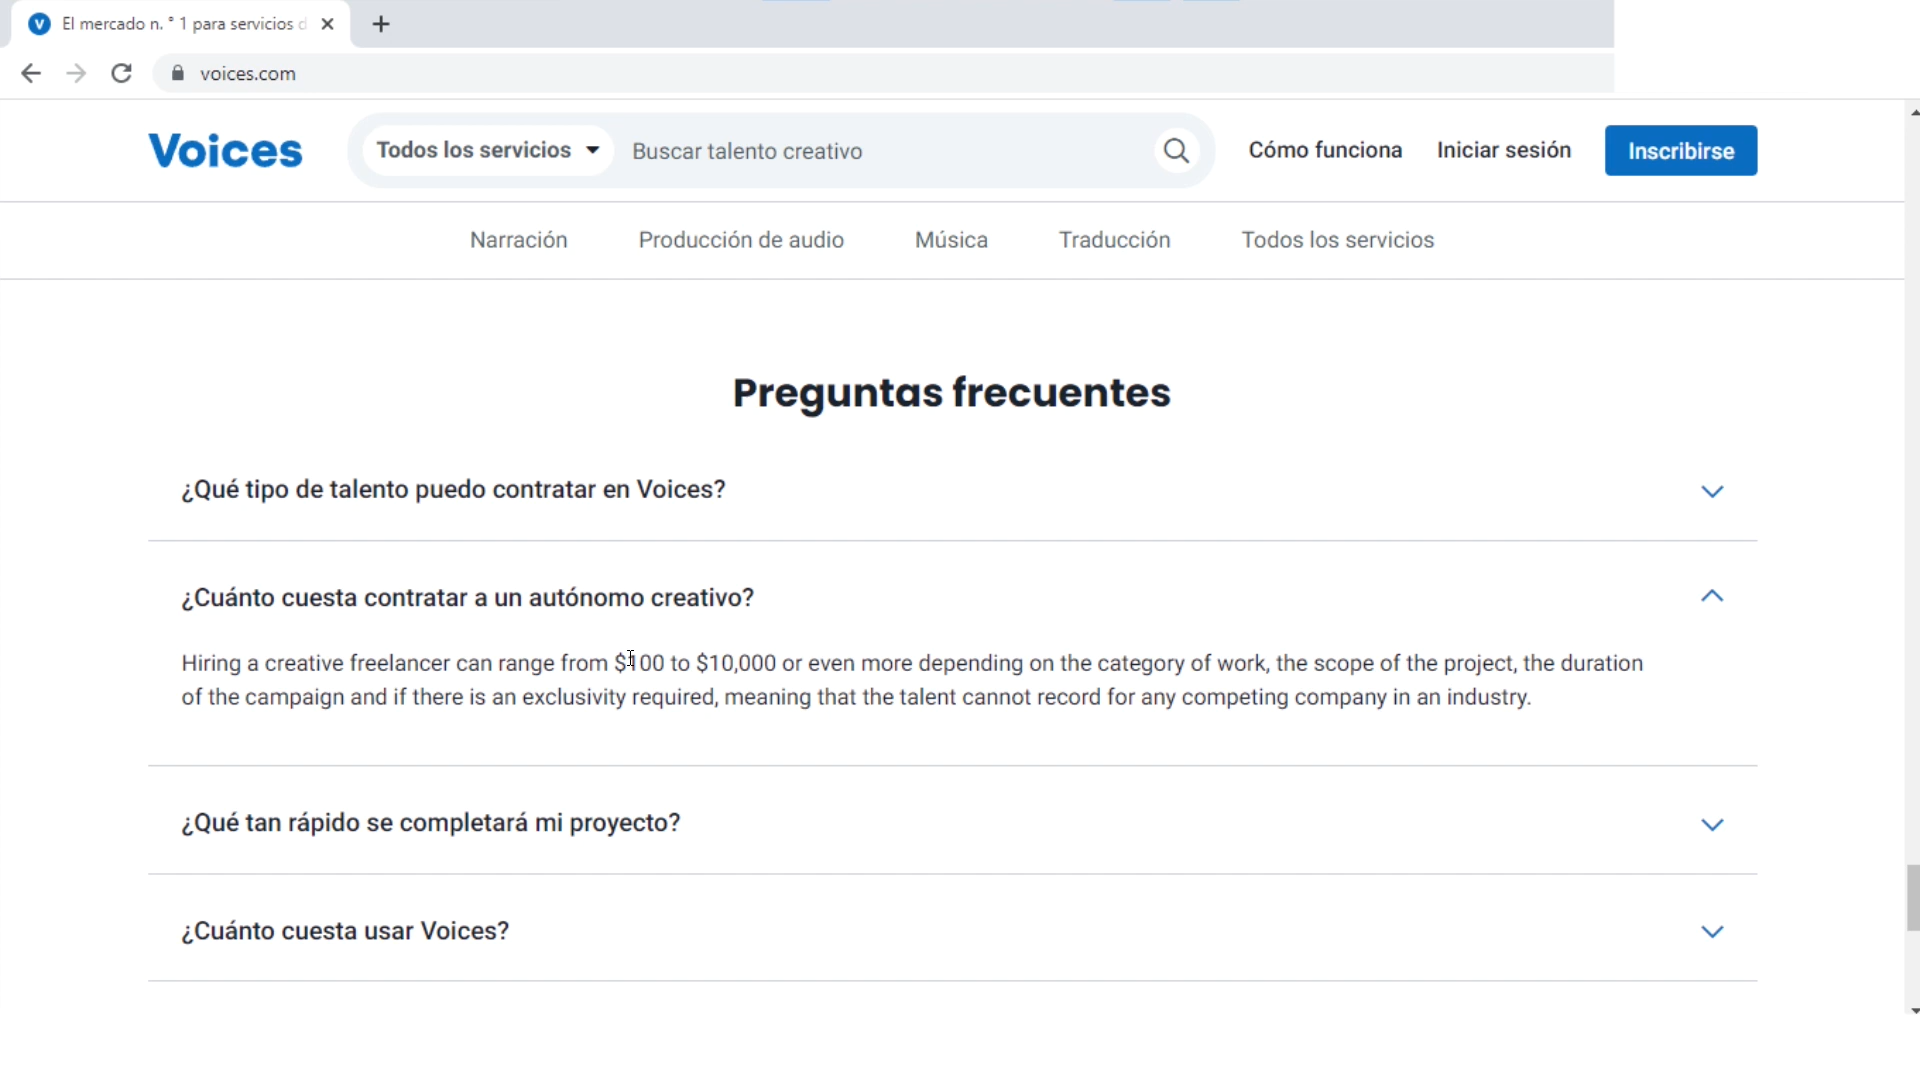 El mercado n. ° 1 para servicios d
voices.com
Voices
Todos los servicios
Buscar talento creativo
Cómo funciona
Iniciar sesión
Inscribirse
Narración
Producción de audio
Música
Traducción
Todos los servicios
Preguntas frecuentes
¿Qué tipo de talento puedo contratar en Voices?
¿Cuánto cuesta contratar a un autónomo creativo?
Hiring a creative freelancer can range from $100 to $10,000 or even more depending on the category of work, the scope of the project, the duration
of the campaign and if there is an exclusivity required, meaning that the talent cannot record for any competing company in an industry.
¿Qué tan rápido se completará mi proyecto?
¿Cuánto cuesta usar Voices?